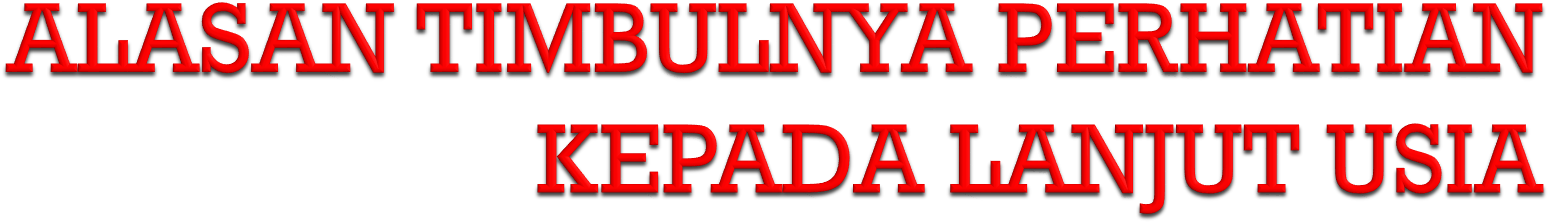 ALASAN TIMBULNYA PERHATIAN
KEPADA LANJUT USIA